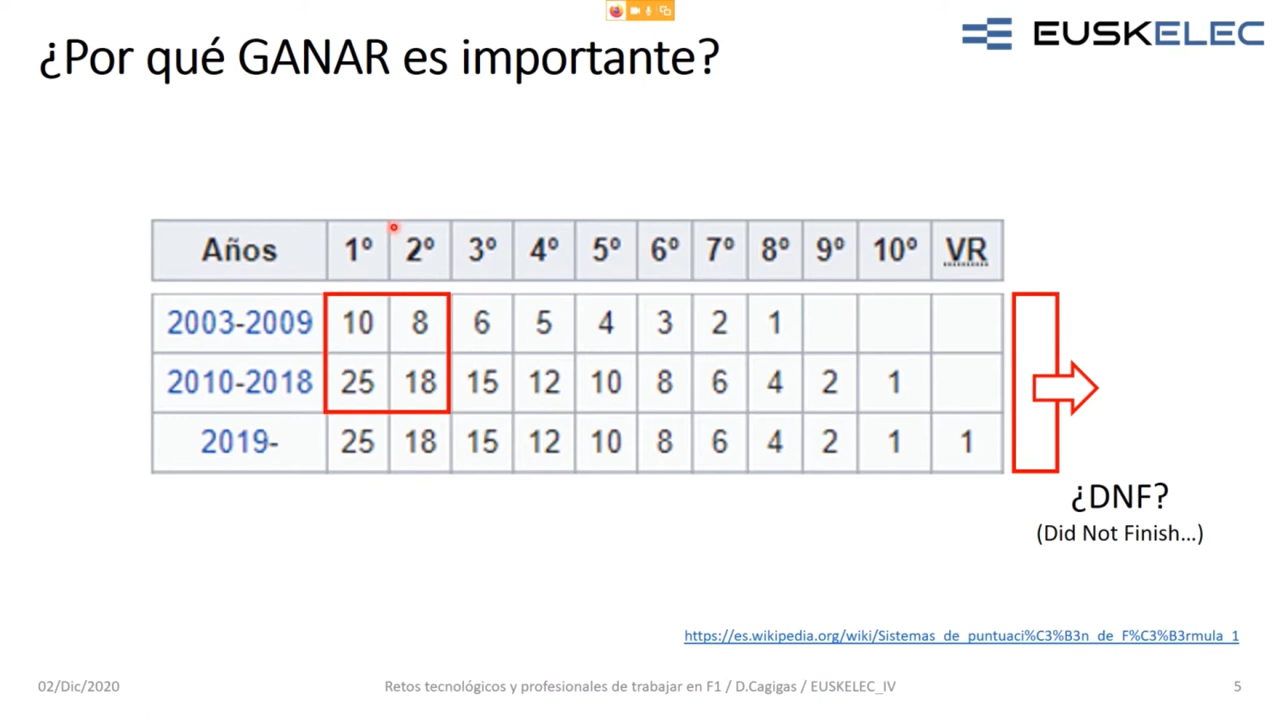 ¿Por qué GANAR es importante?
EUSKELEC
Años 1º 2º 3º 4º 5º 6º 7º 8º 9º 10º VR
2003-2009 10 8 6 5 4 3 2 1
2010-2018 25 18 15 12 10 8 6 4 2 1
2019- 25 18 15 12 10 8 6 4 2 1 1
¿DNF?
(Did Not Finish...)
https://es.wikipedia.org/wiki/Sistemas_de_puntuaci%C3%B3n_de_F%C3%B3rmula_1
02/Dic/2020 Retos tecnológicos y profesionales de trabajar en F1 / D.Cagigas / EUSKELEC_IV 5